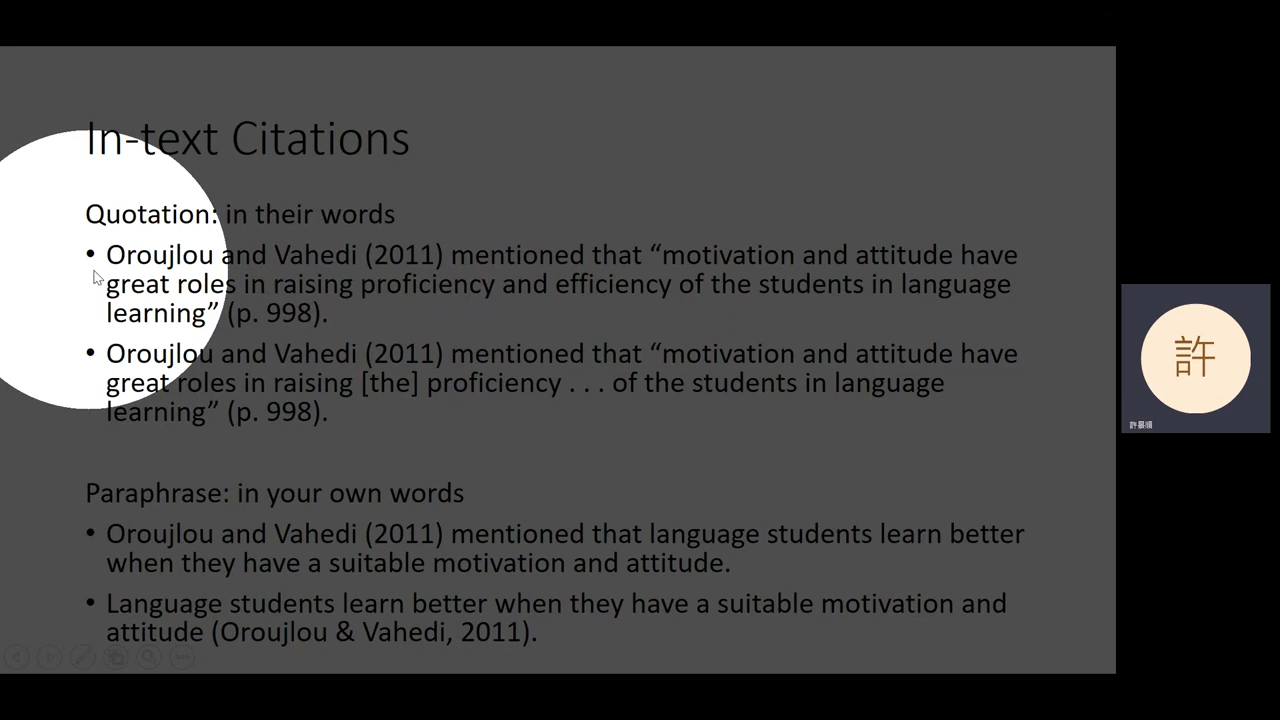 In-text Citations
Quotation: in their words
• Oroujlou and Vahedi (2011) mentioned that “motivation and attitude have
great roles in raising proficiency and efficiency of the students in language
learning” (p. 998).
• Oroujlou and Vahedi (2011) mentioned that “motivation and attitude have
great roles in raising [the] proficiency . . . of the students in language
learning” (p. 998).
Paraphrase: in your own words
• Oroujlou and Vahedi (2011) mentioned that language students learn better
when they have a suitable motivation and attitude.
• Language students learn better when they have a suitable motivation and
attitude (Oroujlou & Vahedi, 2011).
許
許景順